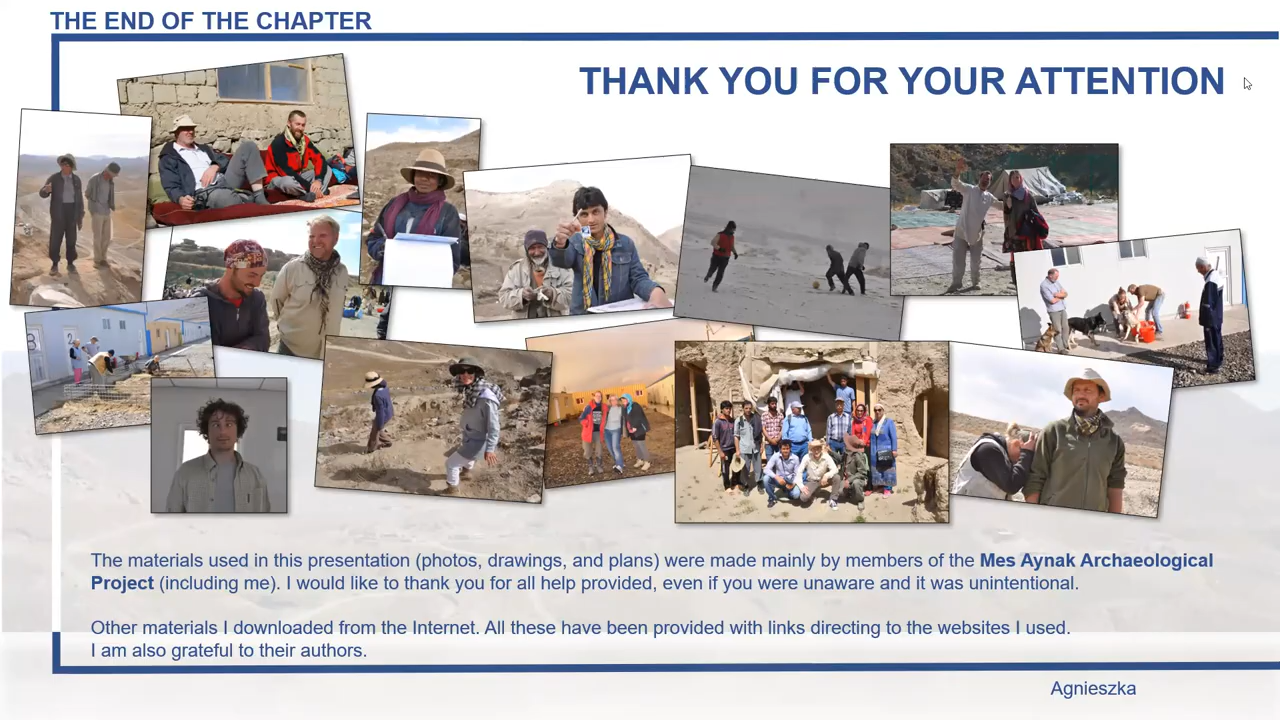 THE END OF THE CHAPTER
THANK YOU FOR YOUR ATTENTION
The materials used in this presentation (photos, drawings, and plans) were made mainly by members of the Mes Aynak Archaeological
Project (including me). I would like to thank you for all help provided, even if you were unaware and it was unintentional.
Other materials I downloaded from the Internet. All these have been provided with links directing to the websites I used.
I am also grateful to their authors.
Agnieszka